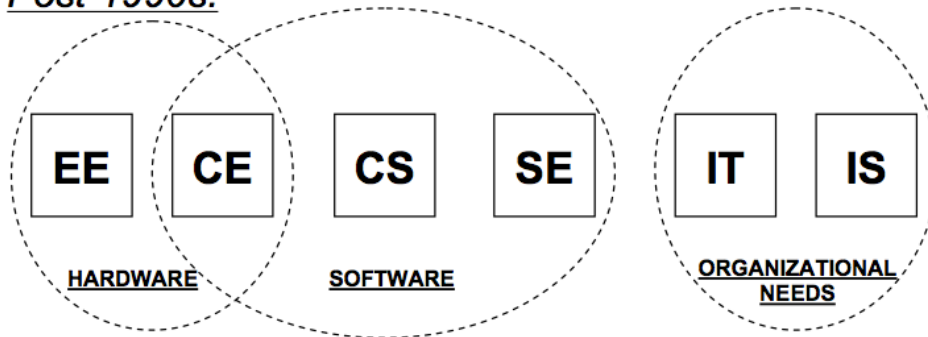 Post-1990s:
EE CE CS SE IT IS
HARDWARE SOFTWARE ORGANIZATIONAL
NEEDS